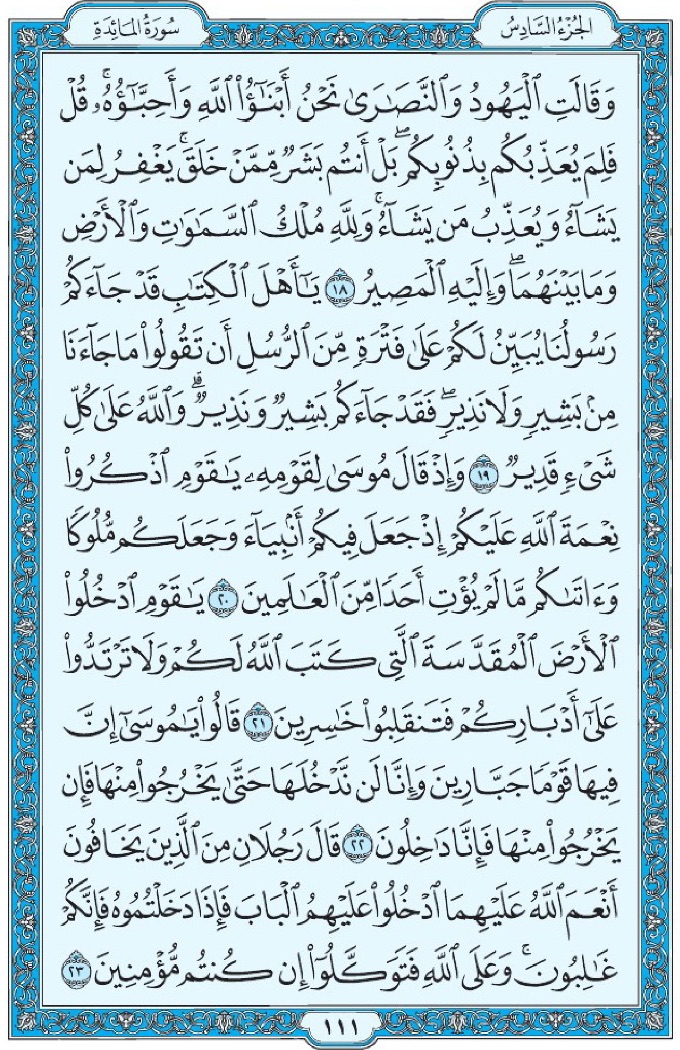 الجُزْءُ السَّادِسُ
سُورَةُ المَائِدَةِ
وَقَالَتِ ٱلْيَهُودُ وَٱلنَّصَٰرَىٰ نَحْنُ أَبْنَٰٓؤُاْ ٱللَّهِ وَأَحِبَّٰٓؤُهُۥۚ قُلْ
فَلِمَ يُعَذِّبُكُم بِذُنُوبِكُمۖ بَلْ أَنتُم بَشَرٌ مِّمَّنْ خَلَقَۚ يَغْفِرُ لِمَن
يَشَآءُ وَيُعَذِّبُ مَن يَشَآءُۚ وَلِلَّهِ مُلْكُ ٱلسَّمَٰوَٰتِ وَٱلْأَرْضِ
وَمَا بَيْنَهُمَاۖ وَإِلَيْهِ ٱلْمَصِيرُ ١٨ يَٰٓأَهْلَ ٱلْكِتَٰبِ قَدْ جَآءَكُمْ
رَسُولُنَا يُبَيِّنُ لَكُمْ عَلَىٰ فَتْرَةٍ مِّنَ ٱلرُّسُلِ أَن تَقُولُواْ مَا جَآءَنَا
مِنۢ بَشِيرٍ وَلَا نَذِيرٍۖ فَقَدْ جَآءَكُم بَشِيرٌ وَنَذِيرٌۗ وَٱللَّهُ عَلَىٰ كُلِّ
شَىْءٍ قَدِيرٌ ١٩ وَإِذْ قَالَ مُوسَىٰ لِقَوْمِهِۦ يَٰقَوْمِ ٱذْكُرُواْ
نِعْمَةَ ٱللَّهِ عَلَيْكُمْ إِذْ جَعَلَ فِيكُمْ أَنۢبِيَآءَ وَجَعَلَكُم مُّلُوكًا
وَءَاتَىٰكُم مَّا لَمْ يُؤْتِ أَحَدًا مِّنَ ٱلْعَٰلَمِينَ ٢٠ يَٰقَوْمِ ٱدْخُلُواْ
ٱلْأَرْضَ ٱلْمُقَدَّسَةَ ٱلَّتِى كَتَبَ ٱللَّهُ لَكُمْ وَلَا تَرْتَدُّواْ
عَلَىٰٓ أَدْبَارِكُمْ فَتَنقَلِبُواْ خَٰسِرِينَ ٢١ قَالُواْ يَٰمُوسَىٰٓ إِنَّ
فِيهَا قَوْمًا جَبَّارِينَ وَإِنَّا لَن نَّدْخُلَهَا حَتَّىٰ يَخْرُجُواْ مِنْهَا فَإِن
يَخْرُجُواْ مِنْهَا فَإِنَّا دَٰخِلُونَ ٢٢ قَالَ رَجُلَانِ مِنَ ٱلَّذِينَ يَخَافُونَ
أَنْعَمَ ٱللَّهُ عَلَيْهِمَا ٱدْخُلُواْ عَلَيْهِمُ ٱلْبَابَ فَإِذَا دَخَلْتُمُوهُ فَإِنَّكُمْ
غَٰلِبُونَۚ وَعَلَى ٱللَّهِ فَتَوَكَّلُوٓاْ إِن كُنتُم مُّؤْمِنِينَ ٢٣
١١١